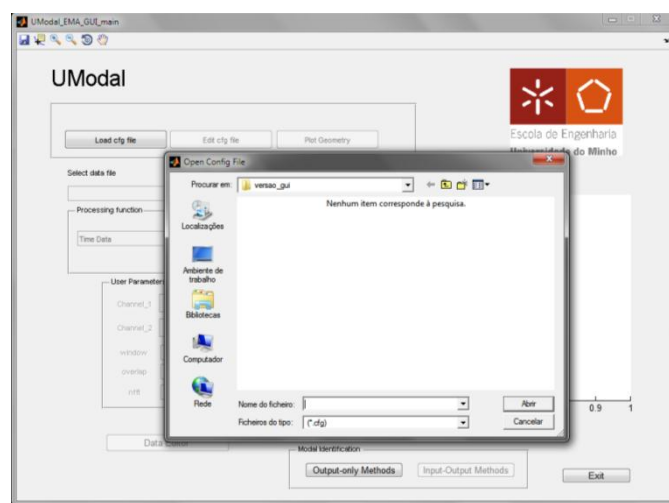 UModal_EMA_GUI_main
UModal
Escola de Engenharia
Universidade do Minho
Load cfg file
Edit cfg file
Plot Geometry
Open Config File
Select data file
Procurar em:
versao_gui
Nenhum item corresponde à pesquisa.
Localizações
Processing function
Time Data
Ambiente de trabalho
Bibliotecas
User Parameter
Channel_1
Channel_2
window
overlap
nfft
Computador
Rede
Nome do ficheiro:
Abrir
Ficheiros do tipo:
(*.cfg)
Cancelar
0.9
1
Data
Modal Identification
Output-only Methods
Input-Output Methods
Exit